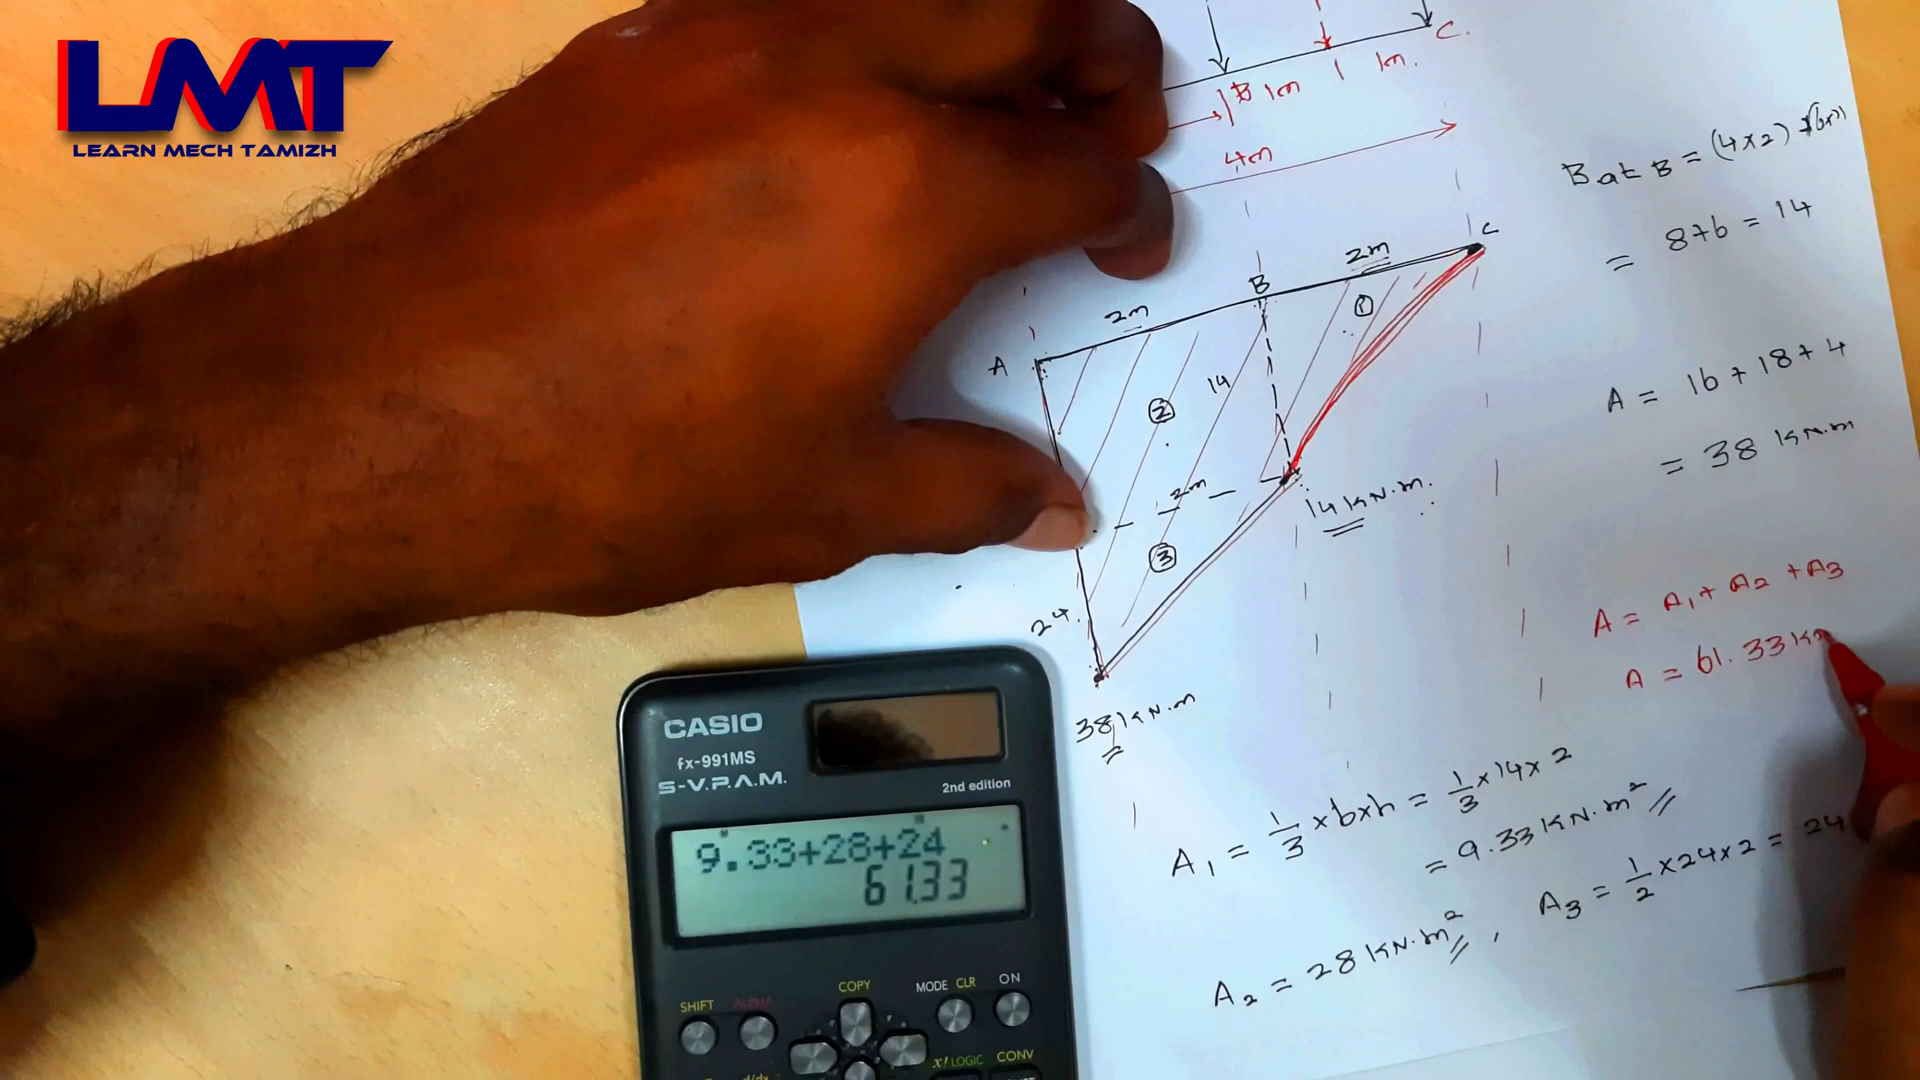 LMT
LEARN MECH TAMIZH
C.
B 1m 1m.
4m
B at B = (4×2) +
= 8+6 = 14
2m C
B
2m
1
A
14
2
A = 16 + 18 + 4
= 38 KN.m
2m
14 KN.m.
3
24.
A = A1 + A2 + A3
A = 61.33 K
38 KN.m
A1 = 1/3 × b × h = 1/3 × 14 × 2
= 9.33 KN.m²
A2 = 28 KN.m² , A3 = 1/2 × 24 × 2 = 24
CASIO
fx-991MS
S-V.P.A.M.
2nd edition
9.33+28+24
61.33
COPY
MODE CLR ON
SHIFT ALPHA
x! LOGIC CONV
d/dx